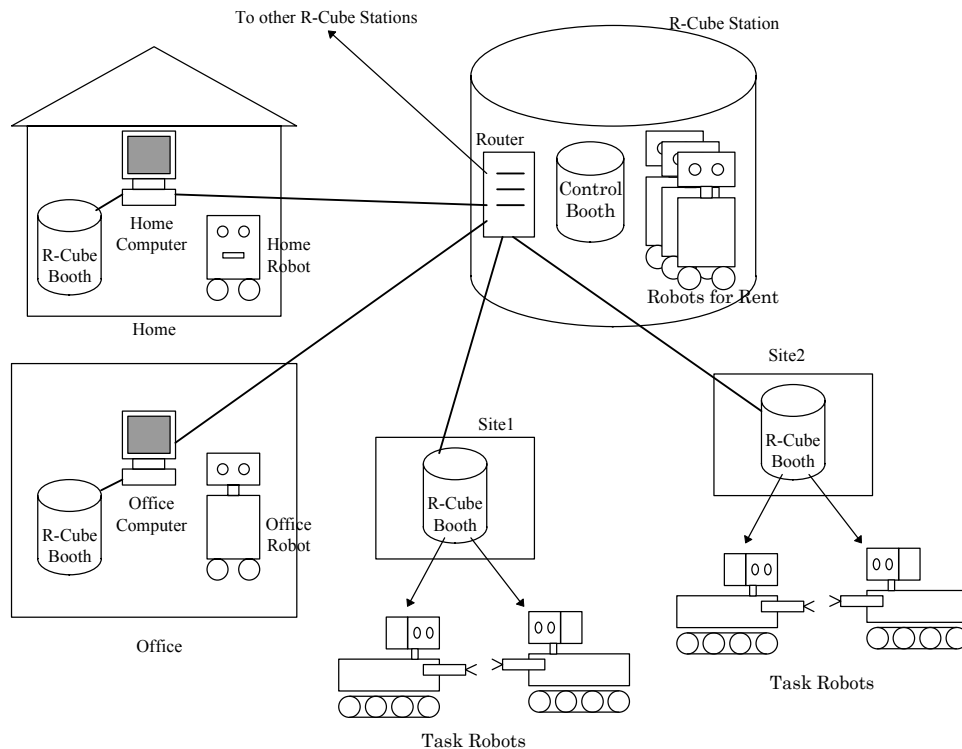 To other R-Cube Stations
R-Cube Station
Router
Control
Booth
Robots for Rent
Home
Computer
R-Cube
Booth
Home
Robot
Home
Site2
R-Cube
Booth
Site1
R-Cube
Booth
Office
Computer
R-Cube
Booth
Office
Robot
Office
Task Robots
Task Robots